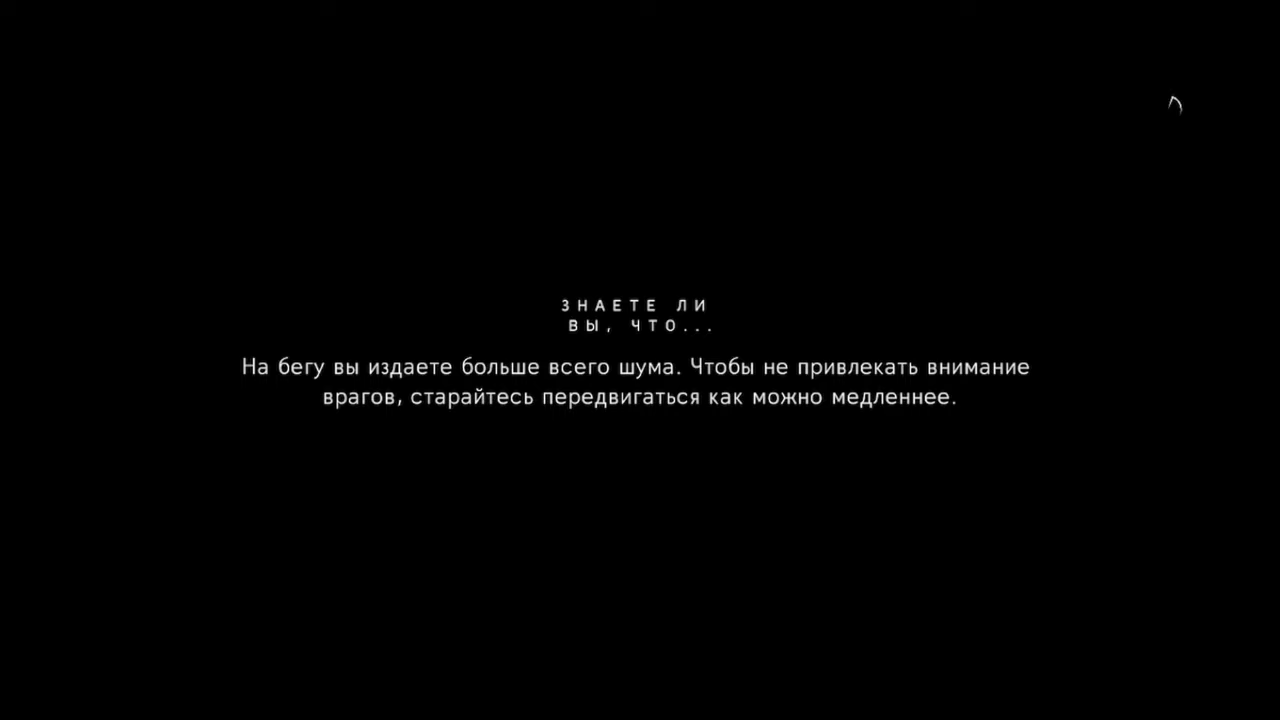 ЗНАЕТЕ ЛИ
ВЫ, ЧТО...
На бегу вы издаете больше всего шума. Чтобы не привлекать внимание
врагов, старайтесь передвигаться как можно медленнее.